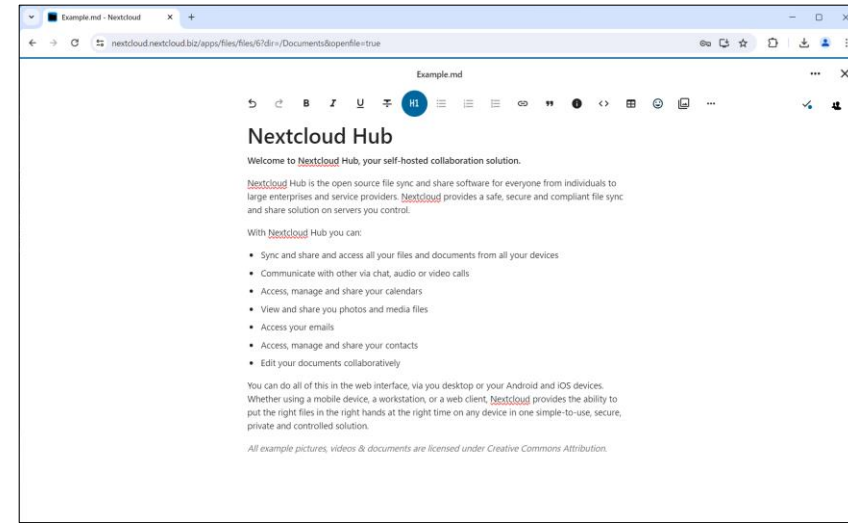 Example.md - Nextcloud
nextcloud.nextcloud.biz/apps/files/files/6?dir=/Documents&openfile=true
Example.md
B I U T H1
Nextcloud Hub
Welcome to Nextcloud Hub, your self-hosted collaboration solution.
Nextcloud Hub is the open source file sync and share software for everyone from individuals to
large enterprises and service providers. Nextcloud provides a safe, secure and compliant file sync
and share solution on servers you control.
With Nextcloud Hub you can:
• Sync and share and access all your files and documents from all your devices
• Communicate with other via chat, audio or video calls
• Access, manage and share your calendars
• View and share you photos and media files
• Access your emails
• Access, manage and share your contacts
• Edit your documents collaboratively
You can do all of this in the web interface, via you desktop or your Android and iOS devices.
Whether using a mobile device, a workstation, or a web client, Nextcloud provides the ability to
put the right files in the right hands at the right time on any device in one simple-to-use, secure,
private and controlled solution.
All example pictures, videos & documents are licensed under Creative Commons Attribution.